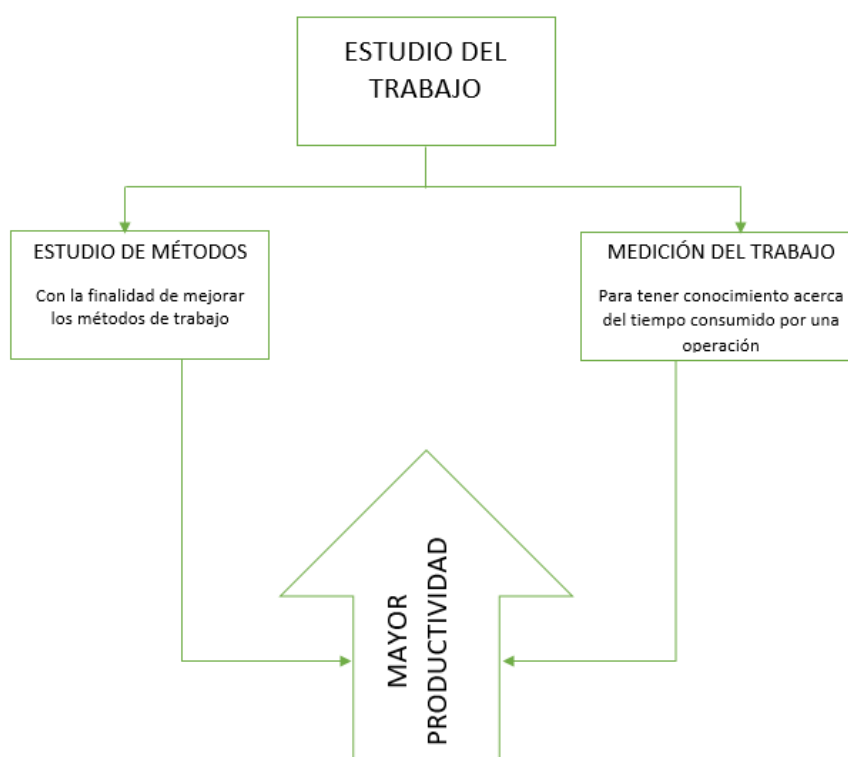 ESTUDIO DEL
TRABAJO
ESTUDIO DE MÉTODOS
Con la finalidad de mejorar
los métodos de trabajo
MEDICIÓN DEL TRABAJO
Para tener conocimiento acerca
del tiempo consumido por una
operación
MAYOR
PRODUCTIVIDAD